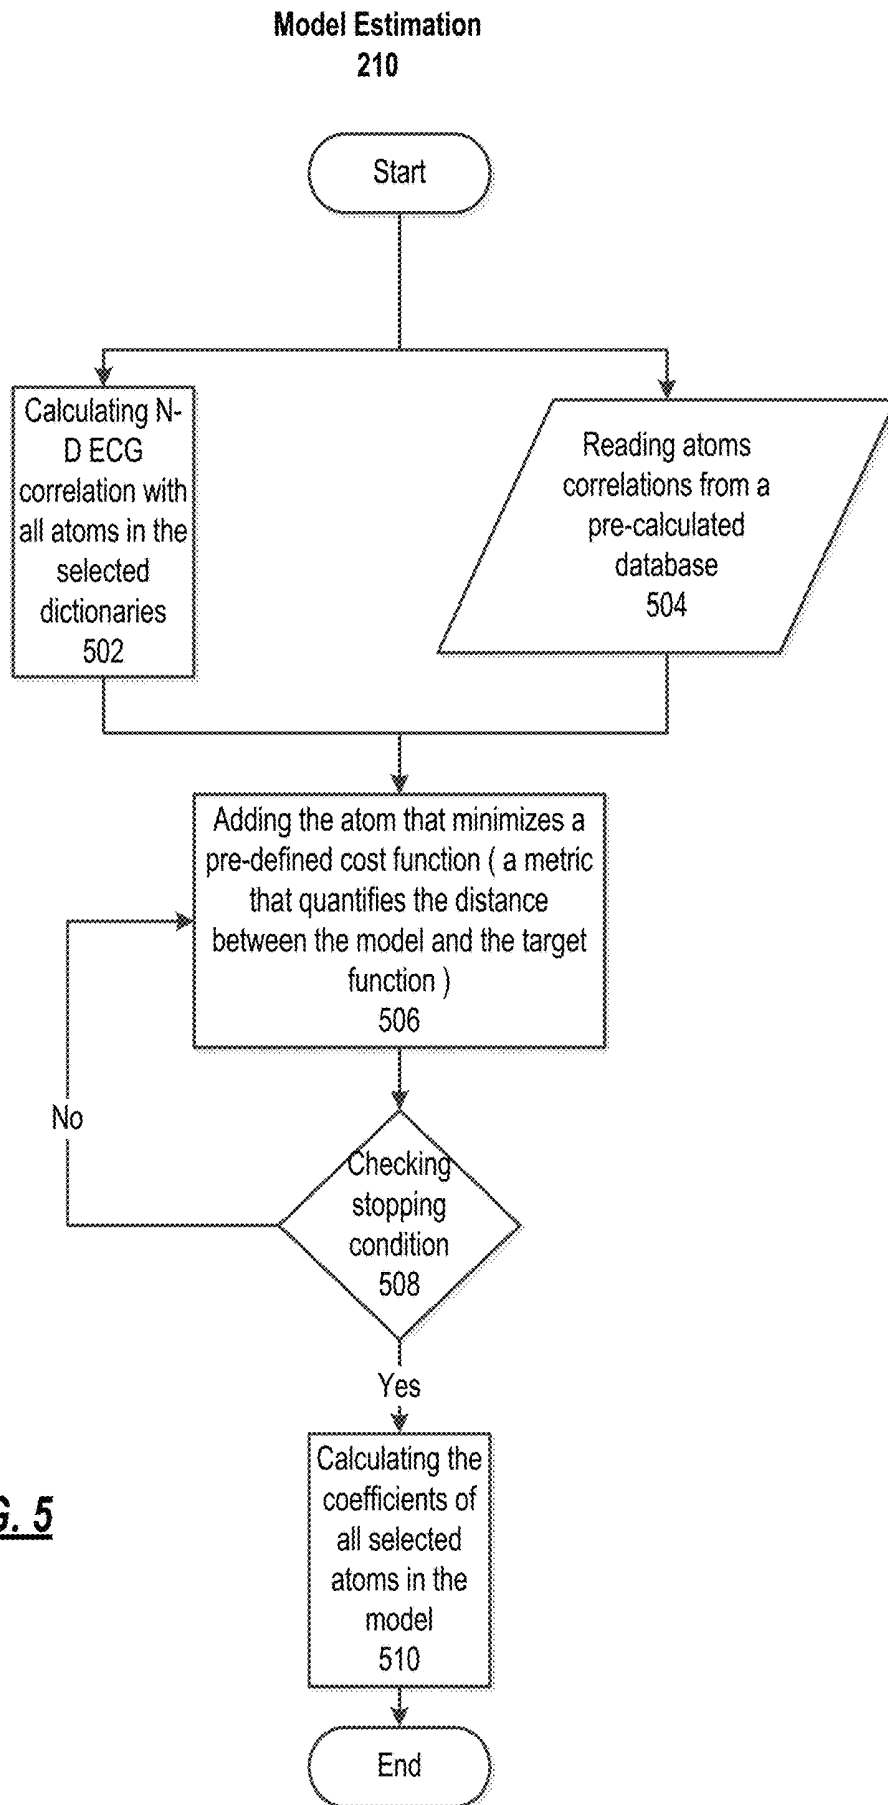 Model Estimation
210
Start
Calculating N-
D ECG
correlation with
all atoms in the
selected
dictionaries
502
Reading atoms
correlations from a
pre-calculated
database
504
Adding the atom that minimizes a
pre-defined cost function ( a metric
that quantifies the distance
between the model and the target
function )
506
No
Checking
stopping
condition
508
Yes
Calculating the
coefficients of
all selected
atoms in the
model
510
G. 5
End